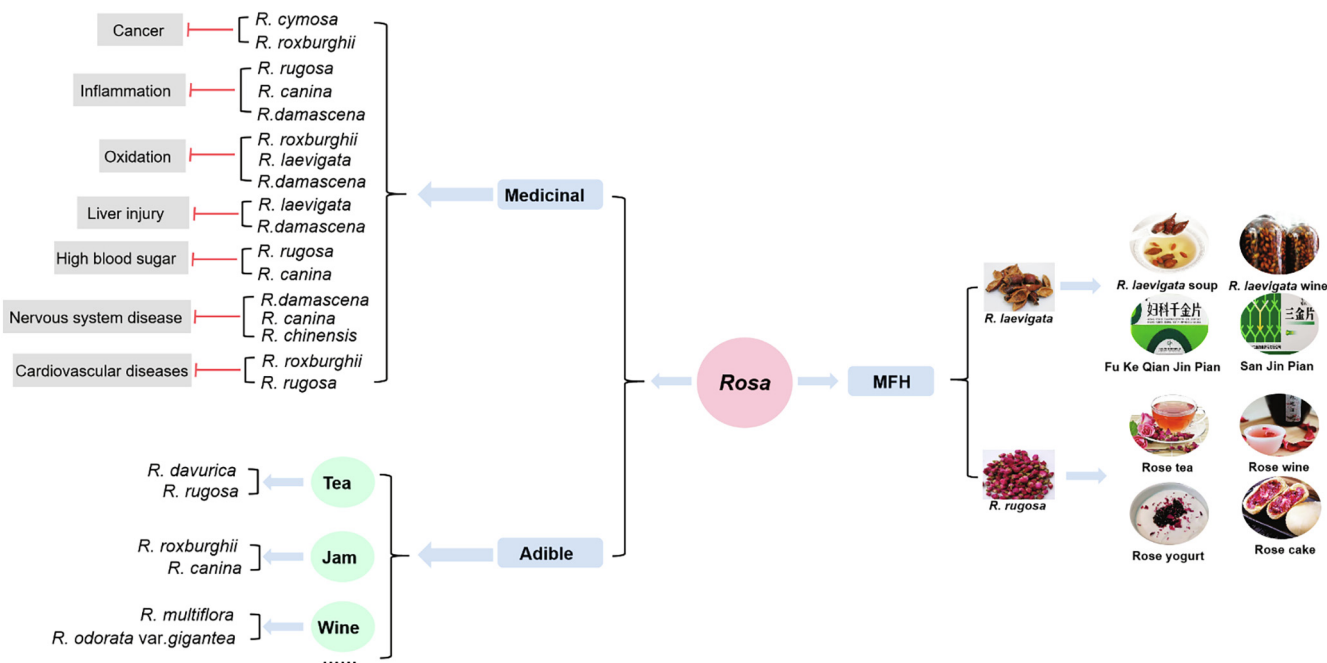 Cancer
R. cymosa
R. roxburghii
Inflammation
R. rugosa
R. canina
R.damascena
Oxidation
R. roxburghii
R. laevigata
R.damascena
Liver injury
R. laevigata
R.damascena
High blood sugar
R. rugosa
R. canina
Nervous system disease
R.damascena
R. canina
R. chinensis
Cardiovascular diseases
R. roxburghii
R. rugosa
Medicinal
R. davurica
R. rugosa
Tea
R. roxburghii
R. canina
Jam
R. multiflora
R. odorata var.gigantea
Wine
......
Adible
Rosa
MFH
R. laevigata
R. laevigata soup
R. laevigata wine
妇科千金片
三金片
Fu Ke Qian Jin Pian
San Jin Pian
R. rugosa
Rose tea
Rose wine
Rose yogurt
Rose cake